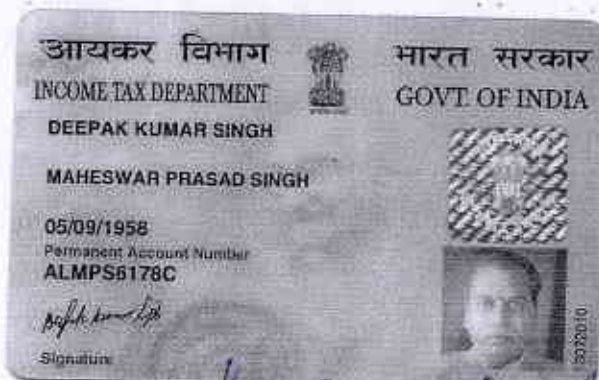 आयकर विभाग
INCOME TAX DEPARTMENT
भारत सरकार
GOVT. OF INDIA
DEEPAK KUMAR SINGH
MAHESWAR PRASAD SINGH
05/09/1958
Permanent Account Number
ALMPS6178C
Signature